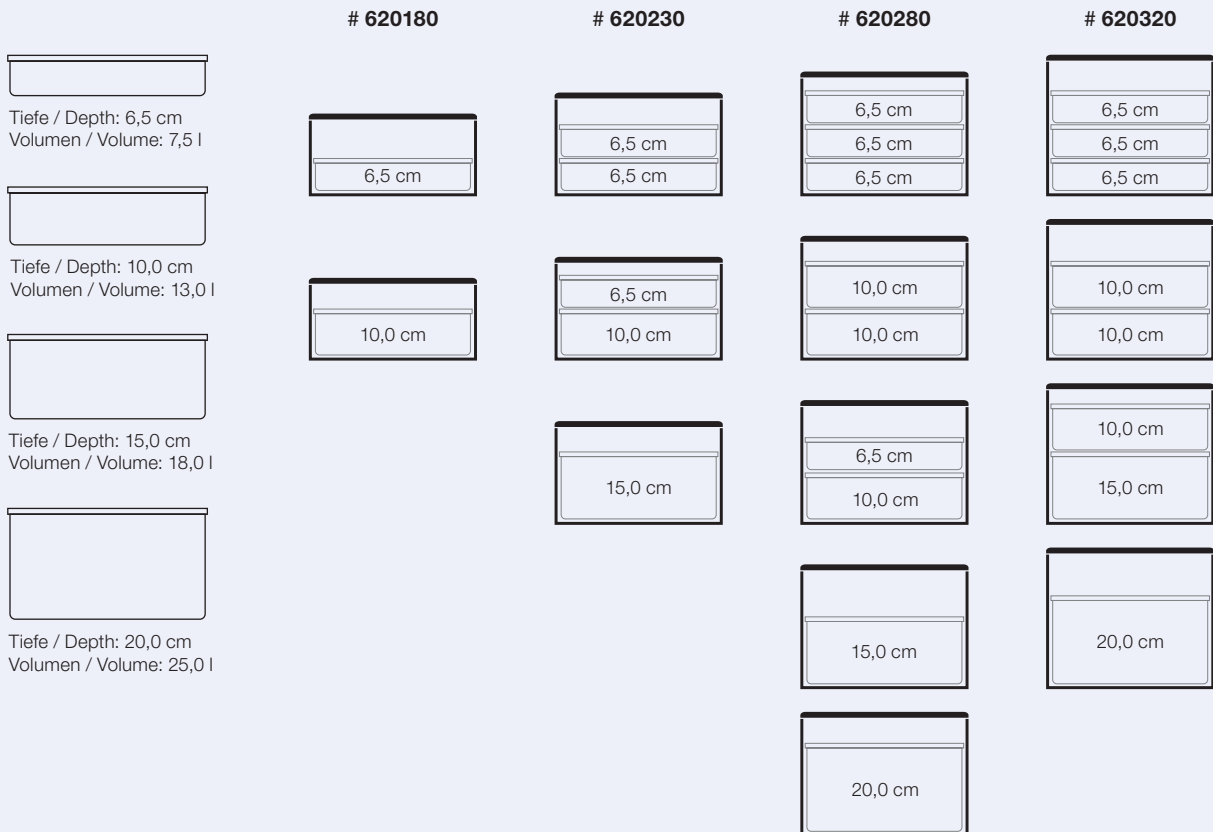 # 620180
# 620230
# 620280
# 620320
Tiefe / Depth: 6,5 cm
Volumen / Volume: 7,5 l
Tiefe / Depth: 10,0 cm
Volumen / Volume: 13,0 l
Tiefe / Depth: 15,0 cm
Volumen / Volume: 18,0 l
Tiefe / Depth: 20,0 cm
Volumen / Volume: 25,0 l
6,5 cm
10,0 cm
6,5 cm
6,5 cm
6,5 cm
10,0 cm
15,0 cm
6,5 cm
6,5 cm
6,5 cm
10,0 cm
10,0 cm
6,5 cm
10,0 cm
15,0 cm
20,0 cm
6,5 cm
6,5 cm
6,5 cm
10,0 cm
10,0 cm
10,0 cm
15,0 cm
20,0 cm